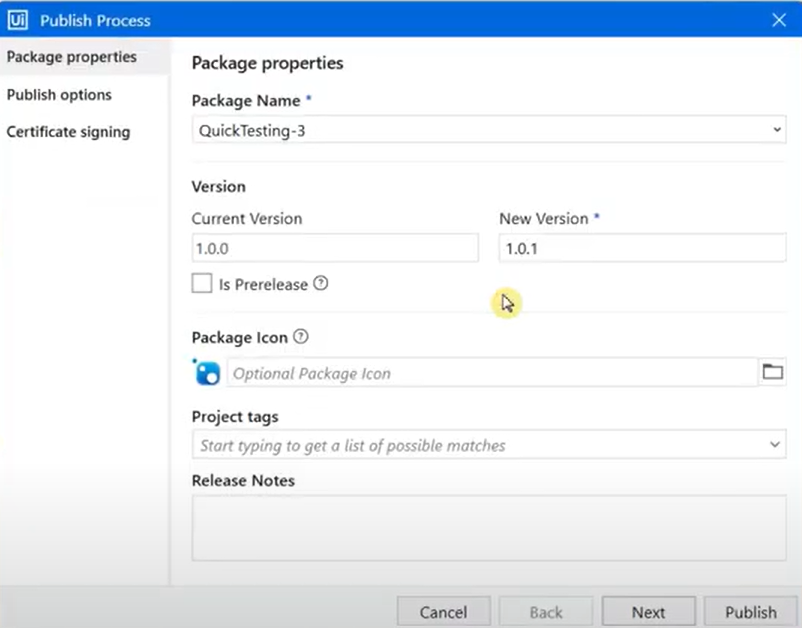 Ui Publish Process
Package properties
Publish options
Certificate signing
Package properties
Package Name *
QuickTesting-3
Version
Current Version
New Version *
1.0.0
1.0.1
Is Prerelease ?
Package Icon ?
Optional Package Icon
Project tags
Start typing to get a list of possible matches
Release Notes
Cancel
Back
Next
Publish